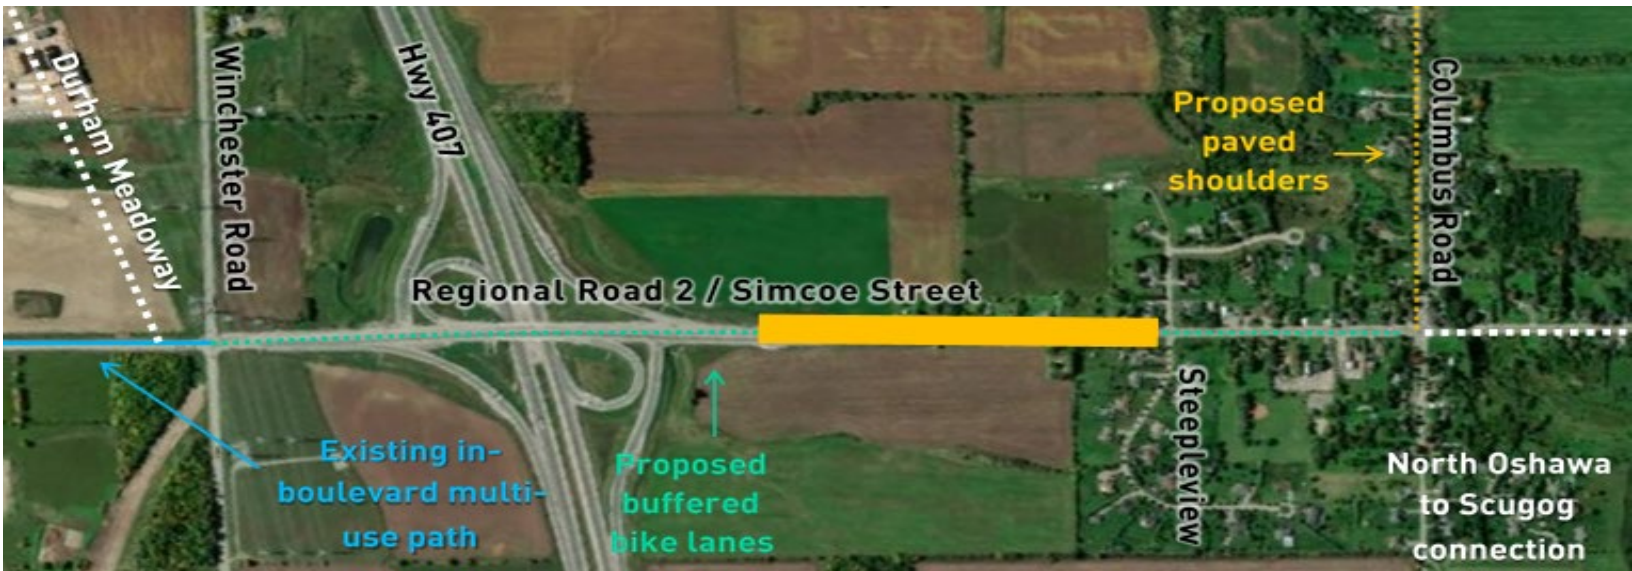 Durham Meadoway
Winchester Road
Hwy 407
Regional Road 2 / Simcoe Street
Proposed
paved
shoulders
Columbus Road
Steepleview
Existing in-
boulevard multi-
use path
Proposed
buffered
bike lanes
North Oshawa
to Scugog
connection